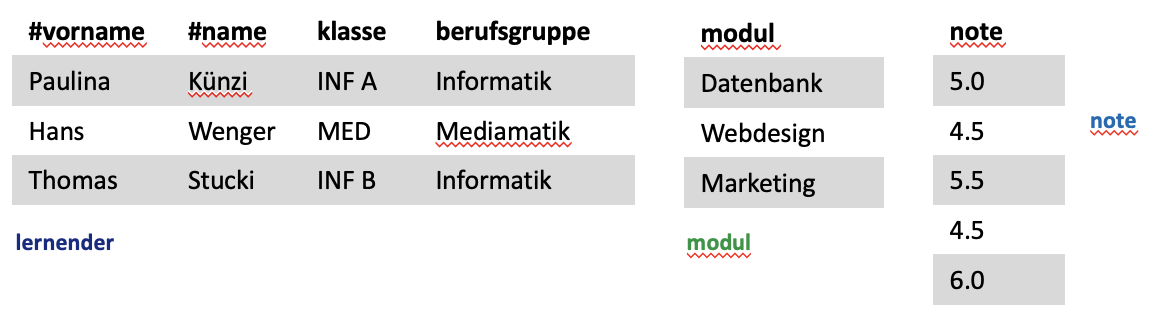 #vorname #name klasse berufsgruppe
Paulina Künzi INF A Informatik
Hans Wenger MED Mediamatik
Thomas Stucki INF B Informatik
lernender
modul
Datenbank
Webdesign
Marketing
modul
note
5.0
4.5
5.5
4.5
6.0
note